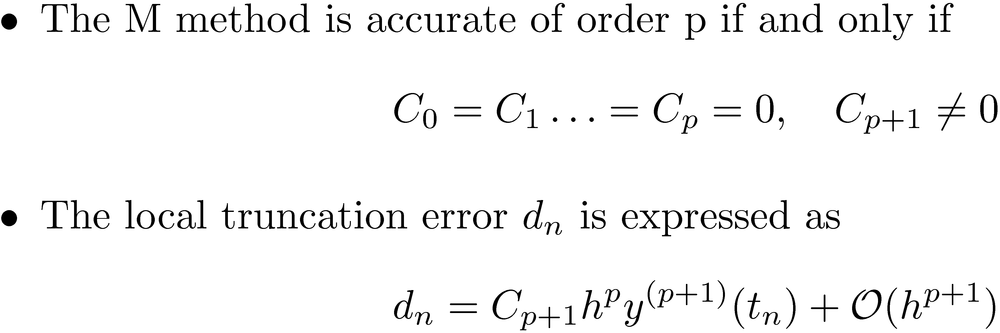 • The M method is accurate of order p if and only if
$C_0 = C_1 \ldots = C_p = 0, \quad C_{p+1} \neq 0$
• The local truncation error $d_n$ is expressed as
$d_n = C_{p+1} h^p y^{(p+1)}(t_n) + \mathcal{O}(h^{p+1})$